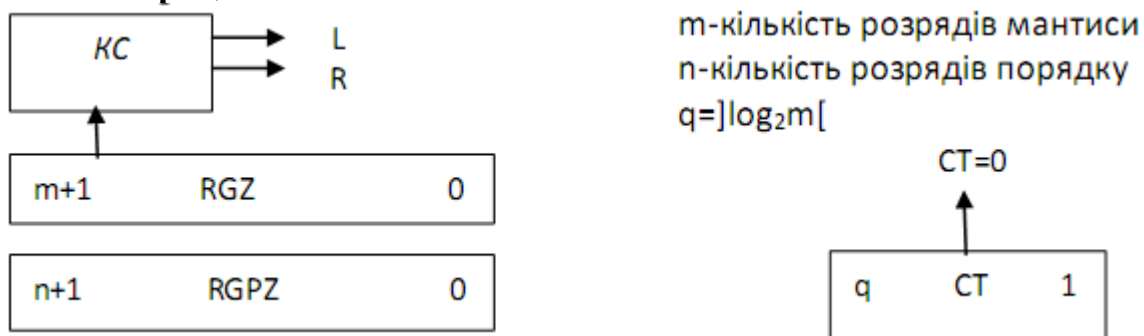 КС
L
R
m-кількість розрядів мантиси
n-кількість розрядів порядку
q=]log₂m[
CT=0
m+1 RGZ 0
n+1 RGPZ 0
q CT 1